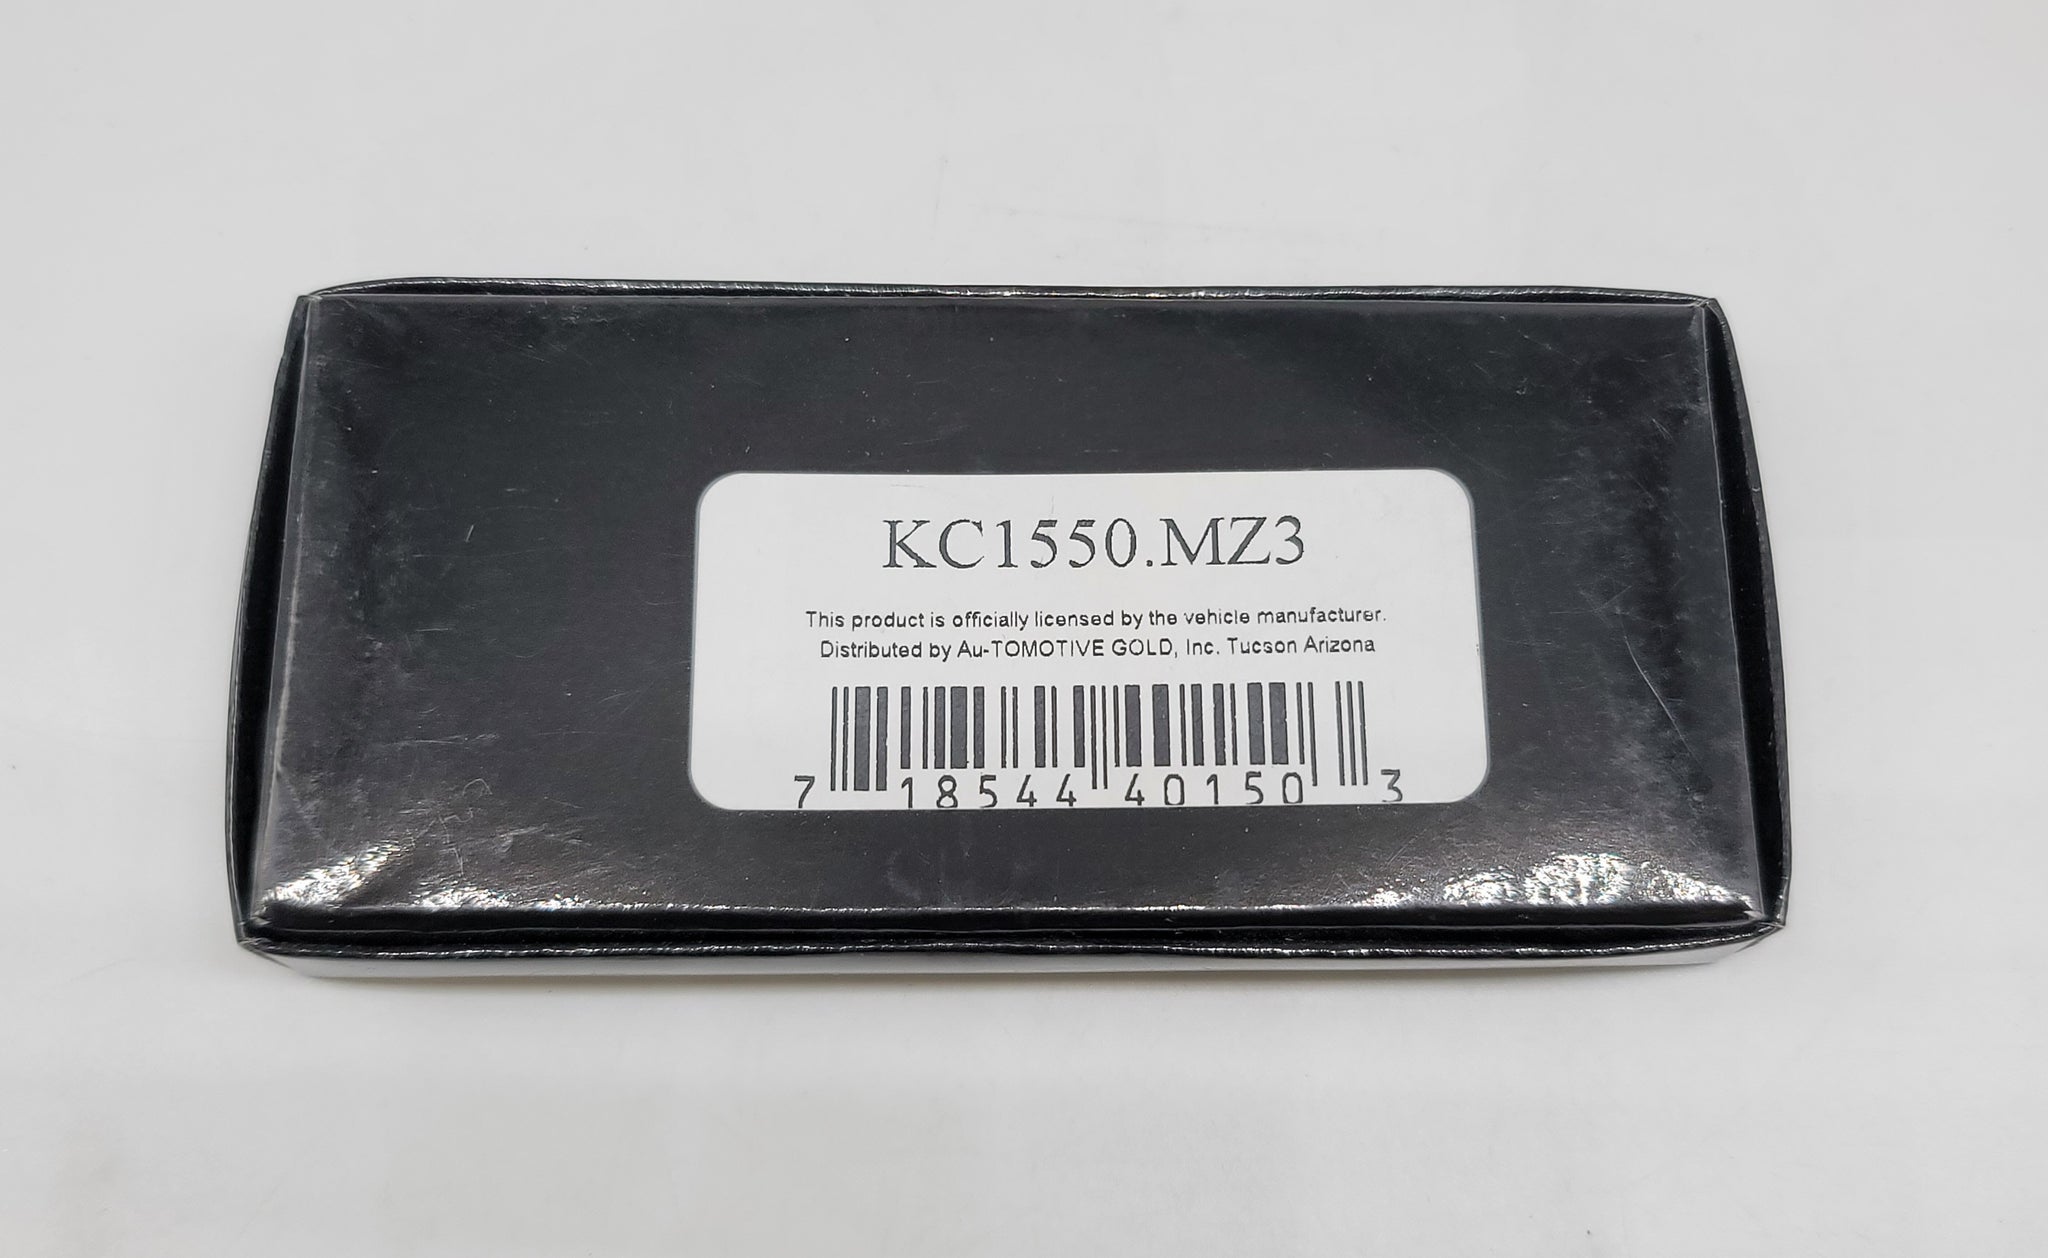 KC1550.MZ3
This product is officially licensed by the vehicle manufacturer.
Distributed by Au-TOMOTIVE GOLD, Inc. Tucson Arizona
7 18544 40150 3